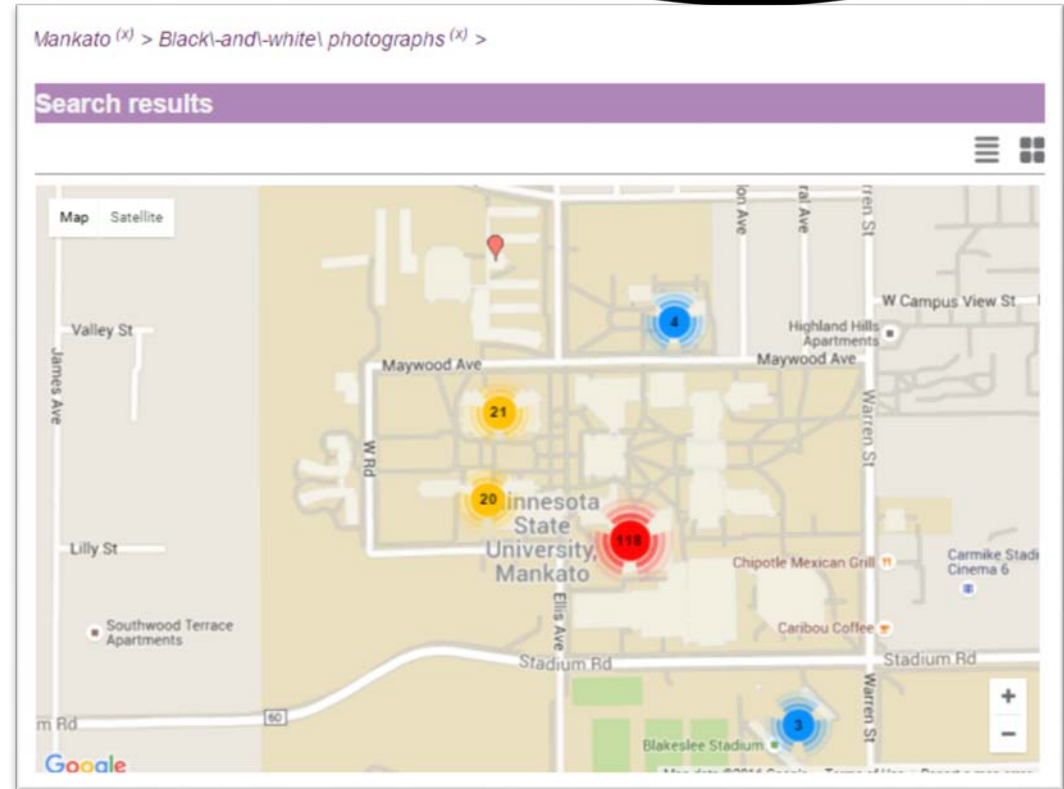 Mankato (x) > Black\-and\-white\ photographs (x) >
Search results
Map Satellite
Valley St
James Ave
Maywood Ave
W Rd
21
20
4
Highland Hills
Apartments
Maywood Ave
W Campus View St
Warren St
innesota
State
University,
Mankato
118
Lilly St
Southwood Terrace
Apartments
Ellis Ave
Chipotle Mexican Grill
Carmike Stadi
Cinema 6
Caribou Coffee
Stadium Rd
Stadium Rd
m Rd
60
Warren St
3
Blakeslee Stadium
+
−
Google